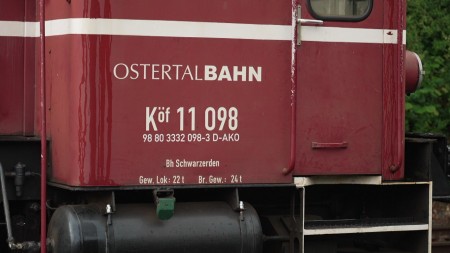 OSTERTALBAHN
Köf 11 098
98 80 3332 098-3 D-AKO
Bh Schwarzerden
Gew. Lok: 22 t Br. Gew.: 24 t